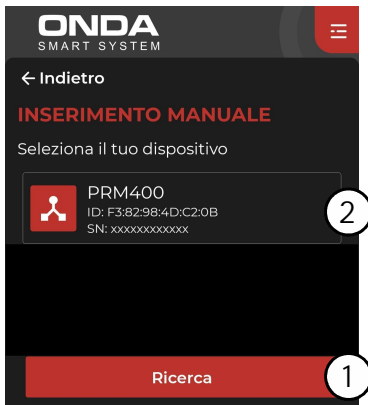 ONDA
SMART SYSTEM
← Indietro
INSERIMENTO MANUALE
Seleziona il tuo dispositivo
PRM400
ID: F3:82:98:4D:C2:0B
SN: xxxxxxxxxxxx
2
Ricerca
1